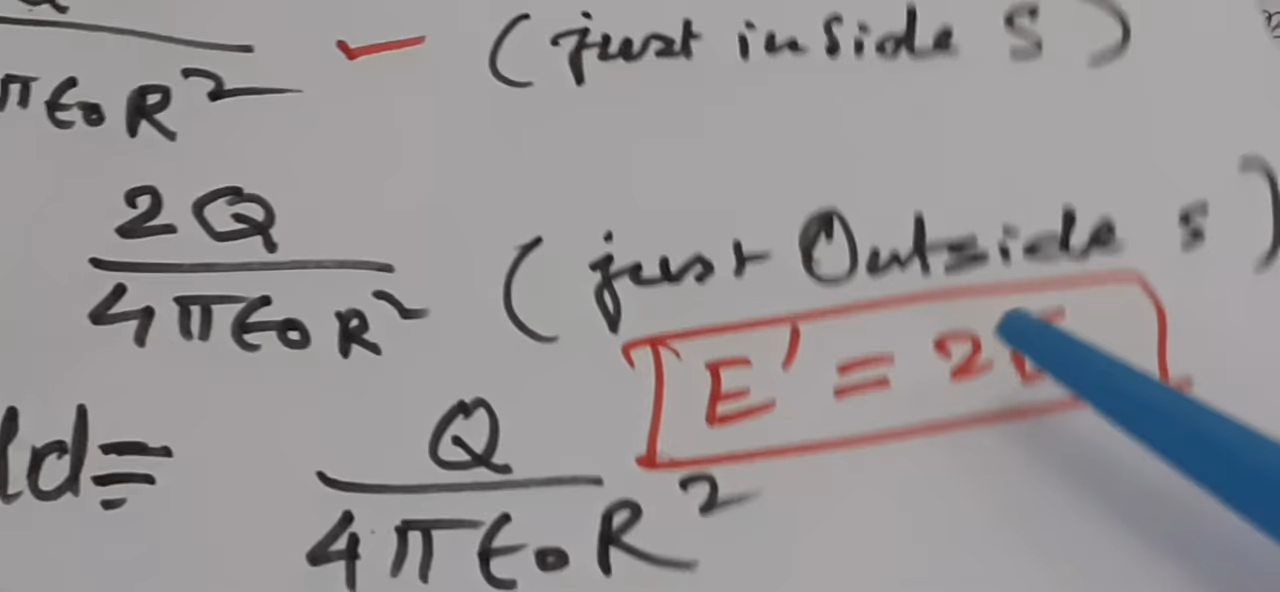 πε₀R² ✓ (just inside S)
2Q
4πε₀R² (just Outside s)
E' = 2
ld =
Q
4πε₀R²